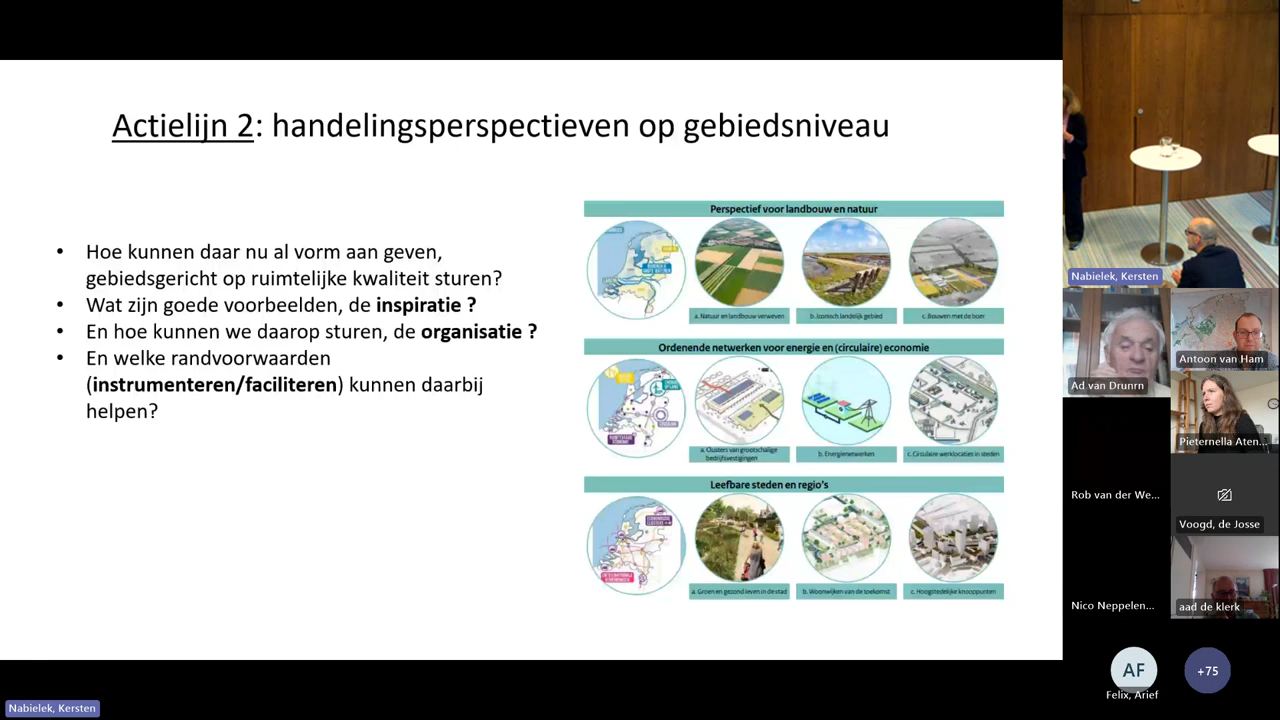 Actielijn 2: handelingsperspectieven op gebiedsniveau
• Hoe kunnen daar nu al vorm aan geven,
gebiedsgericht op ruimtelijke kwaliteit sturen?
• Wat zijn goede voorbeelden, de inspiratie ?
• En hoe kunnen we daarop sturen, de organisatie ?
• En welke randvoorwaarden
(instrumenteren/faciliteren) kunnen daarbij
helpen?
Perspectief voor landbouw en natuur
a. Natuur en landbouw verweven
b. Iconisch landelijk gebied
c. Bouwen met de boer
Ordenende netwerken voor energie en (circulaire) economie
a. Clusters van grootschalige
bedrijfsvestigingen
b. Energienetwerken
c. Circulaire werklocaties in steden
Leefbare steden en regio's
a. Groen en gezond leven in de stad
b. Woonwijken van de toekomst
c. Hoogstedelijke knooppunten
Nabielek, Kersten
Ad van Drunrn
Antoon van Ham
Pieternella Aten...
Rob van der We...
Voogd, de Josse
Nico Neppelen...
aad de klerk
AF
Felix, Arief
+75
Nabielek, Kersten